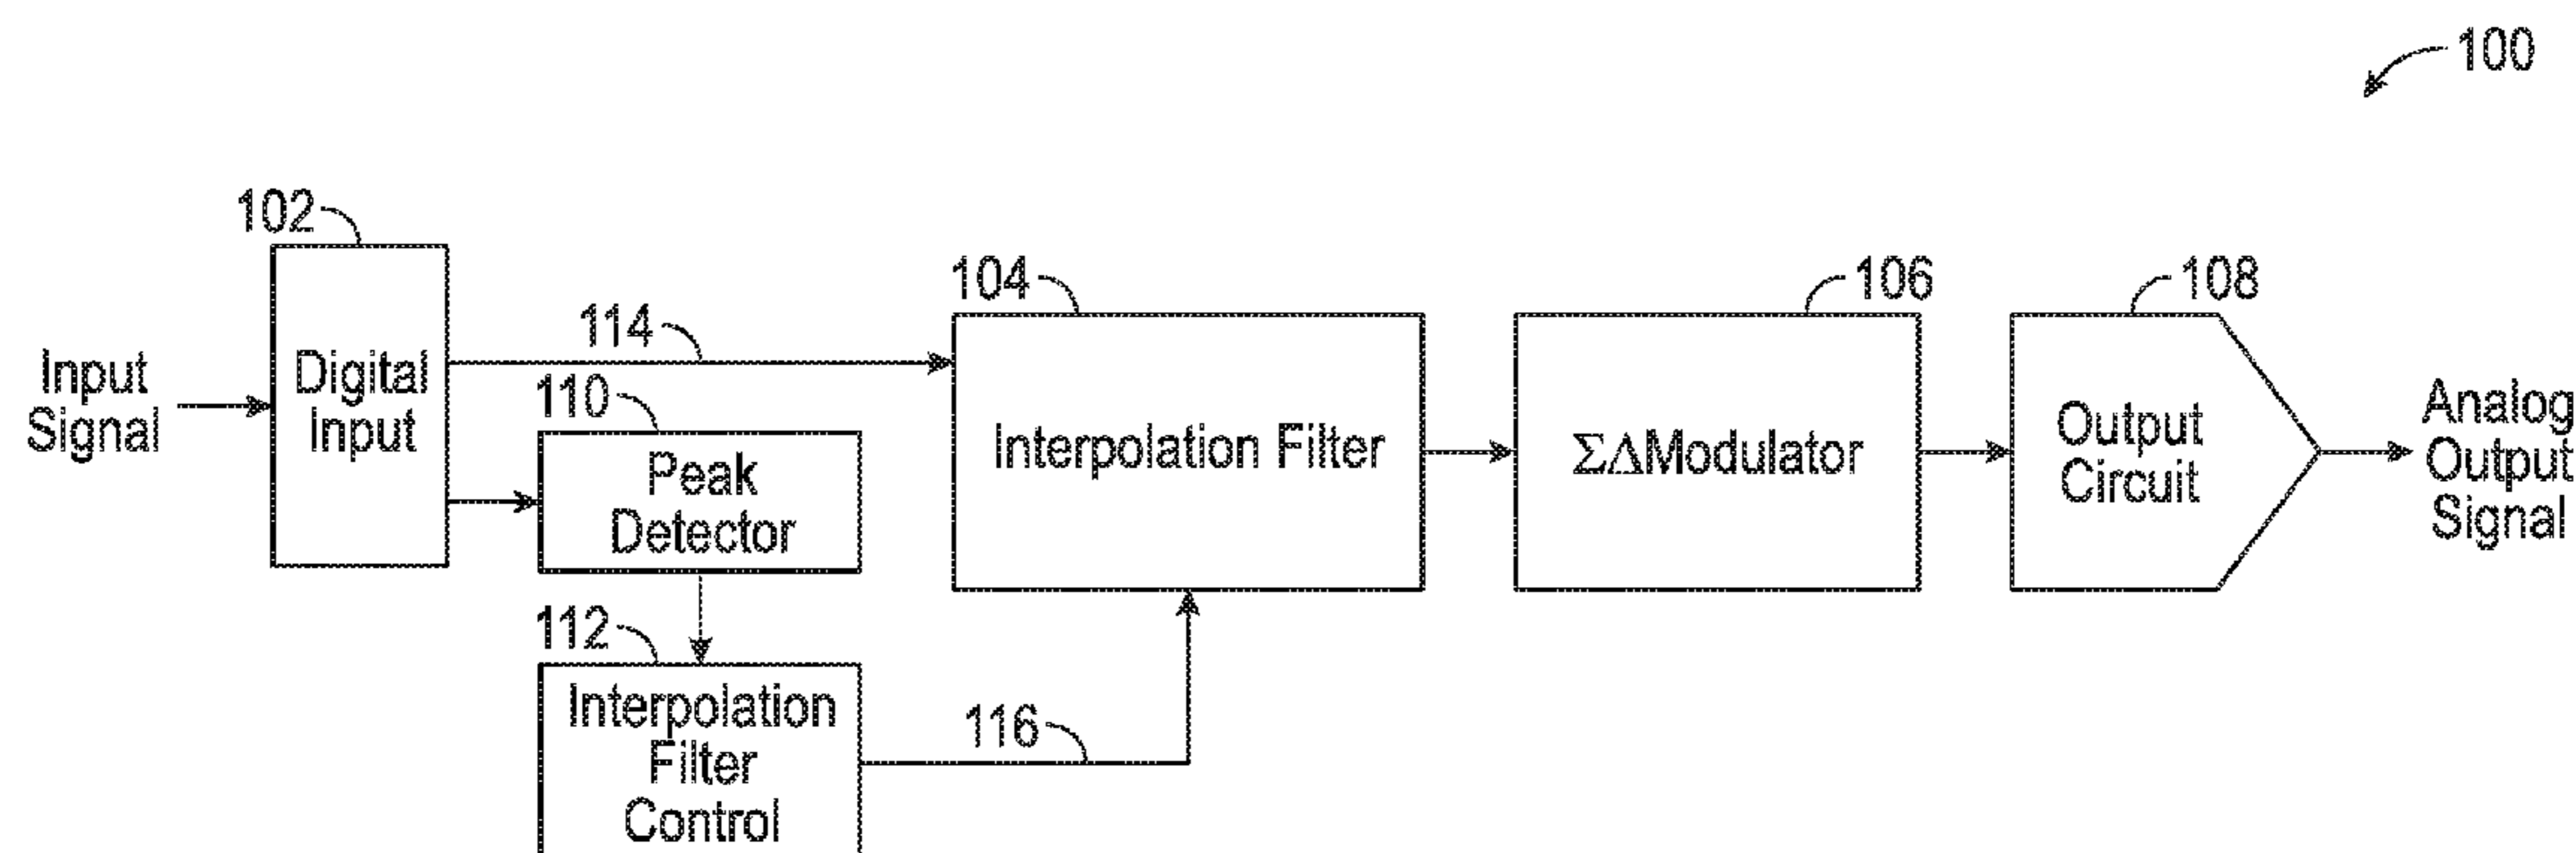 100
102
Digital
Input
Input
Signal
114
104
Interpolation Filter
106
ΣΔModulator
108
Output
Circuit
Analog
Output
Signal
110
Peak
Detector
112
Interpolation
Filter
Control
116